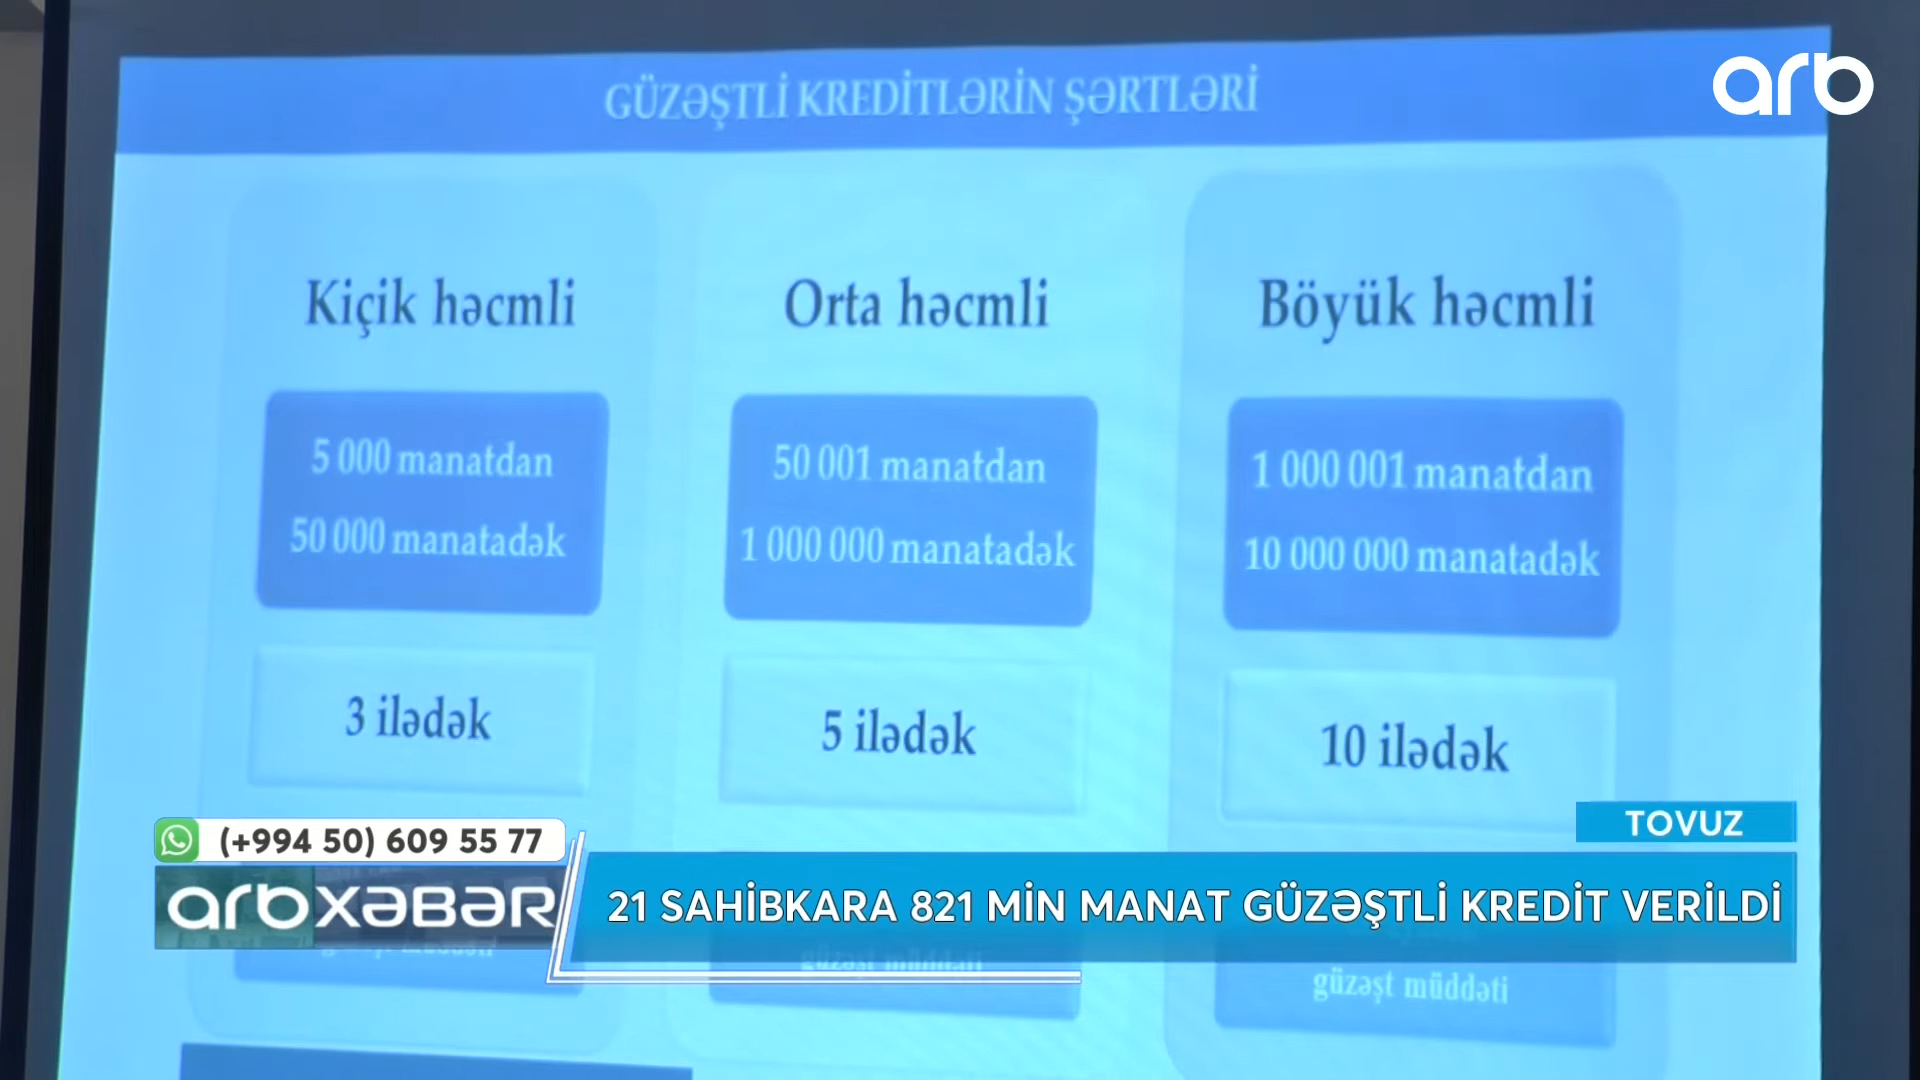 GÜZƏŞTLİ KREDİTLƏRİN ŞƏRTLƏRİ
arb
Kiçik həcmli
5 000 manatdan
50 000 manatadək
3 ilədək
Orta həcmli
50 001 manatdan
1 000 000 manatadək
5 ilədək
Böyük həcmli
1 000 001 manatdan
10 000 000 manatadək
10 ilədək
güzəşt müddəti
güzəşt müddəti
TOVUZ
(+994 50) 609 55 77
arbxəbər
21 SAHİBKARA 821 MİN MANAT GÜZƏŞTLİ KREDİT VERİLDİ